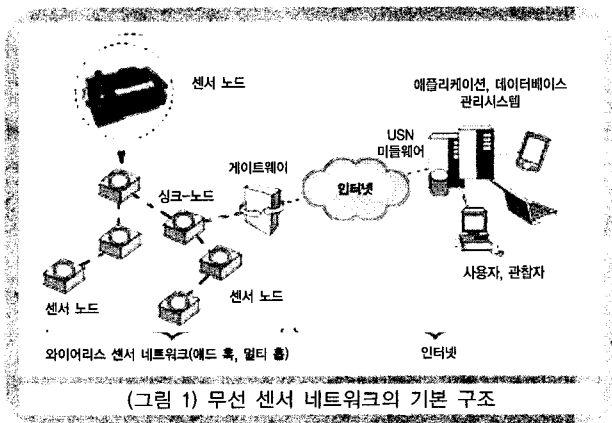 센서 노드
애플리케이션, 데이터베이스
관리시스템
USN
미들웨어
게이트웨이
싱크-노드
인터넷
센서 노드
센서 노드
사용자, 관찰자
와이어리스 센서 네트워크(애드 혹, 멀티 홉)
인터넷
(그림 1) 무선 센서 네트워크의 기본 구조